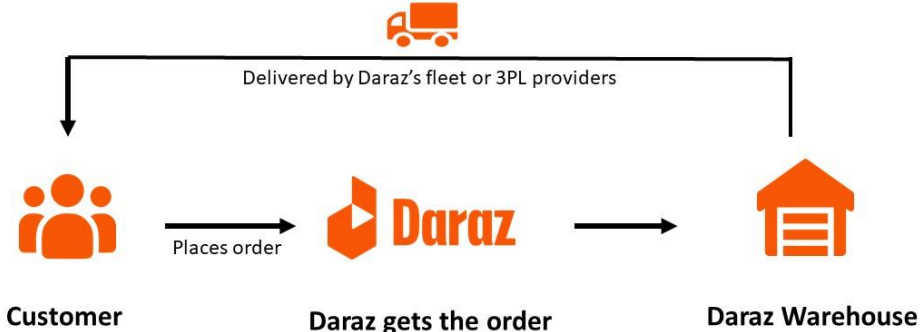 Delivered by Daraz's fleet or 3PL providers
Daraz
Places order
Customer
Daraz gets the order
Daraz Warehouse